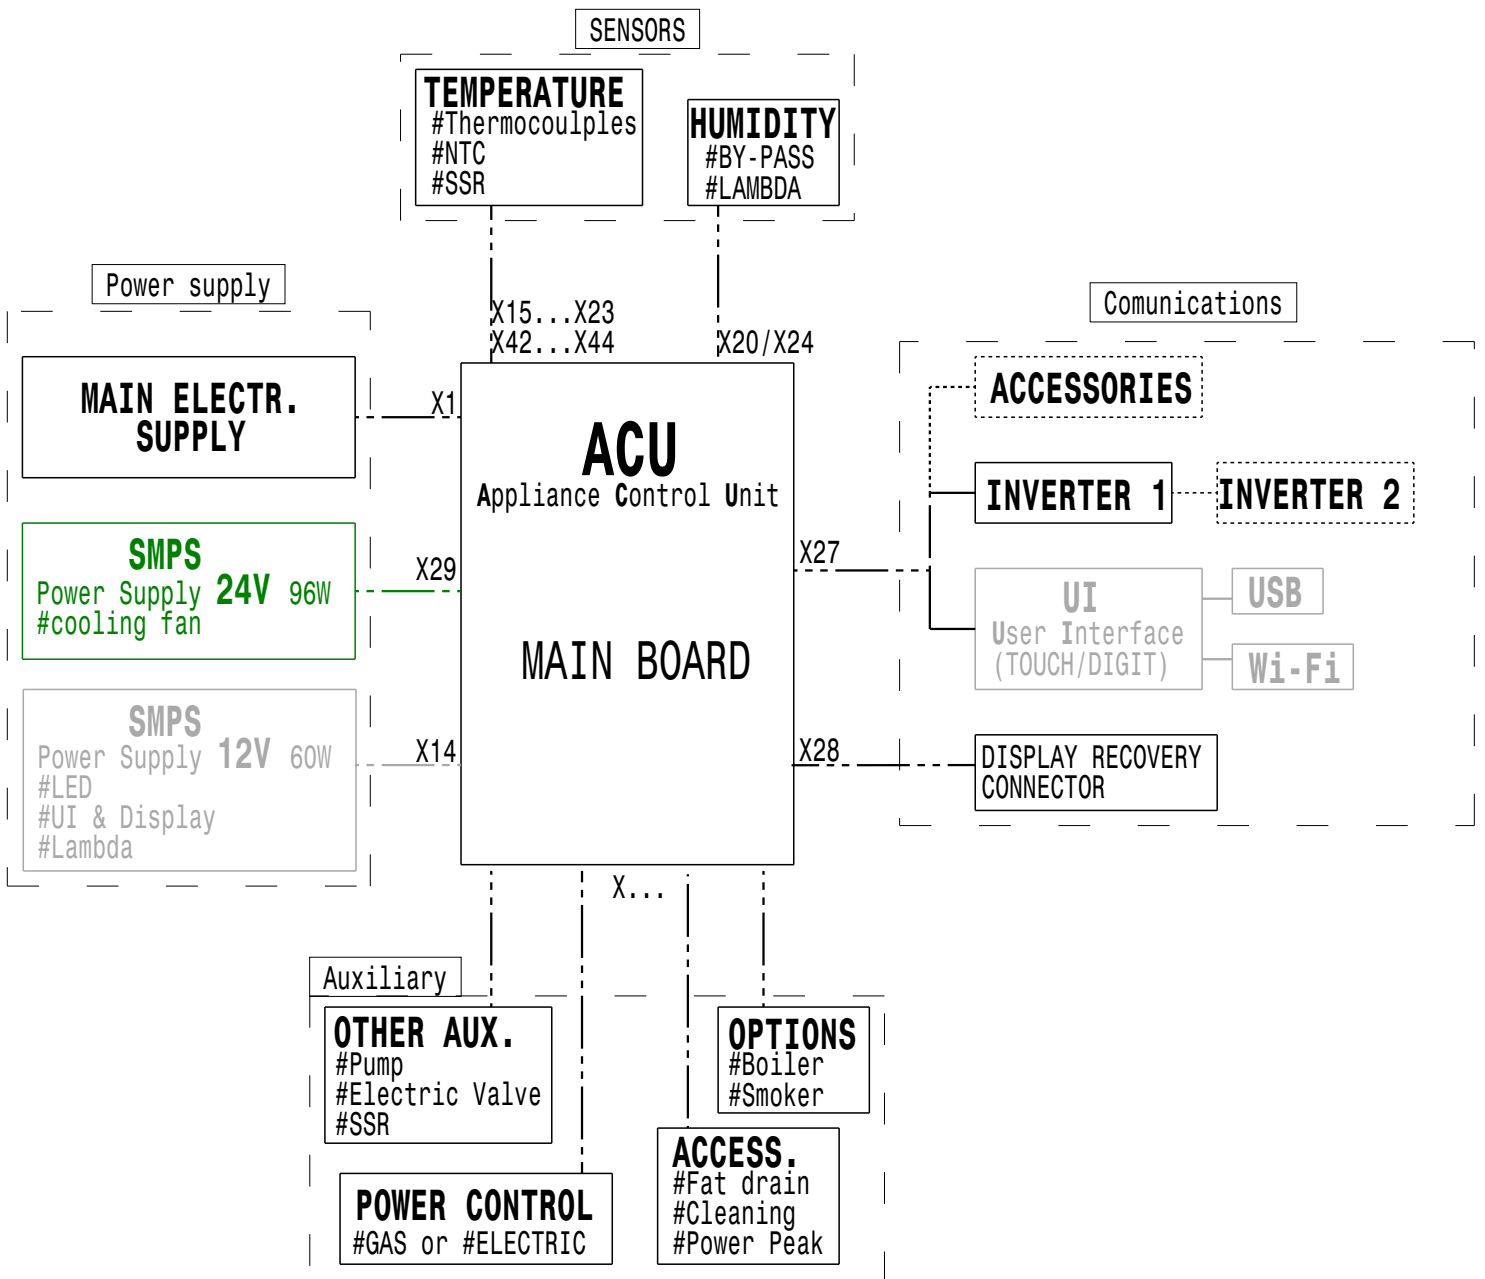 SENSORS
TEMPERATURE
#Thermocoulples
#NTC
#SSR
HUMIDITY
#BY-PASS
#LAMBDA
X15...X23
X42...X44
X20/X24
Power supply
MAIN ELECTR.
SUPPLY
X1
SMPS
Power Supply 24V 96W
#cooling fan
X29
SMPS
Power Supply 12V 60W
#LED
#UI & Display
#Lambda
X14
ACU
Appliance Control Unit
MAIN BOARD
X27
X28
X...
Comunications
ACCESSORIES
INVERTER 1
INVERTER 2
UI
User Interface
(TOUCH/DIGIT)
USB
Wi-Fi
DISPLAY RECOVERY
CONNECTOR
Auxiliary
OTHER AUX.
#Pump
#Electric Valve
#SSR
POWER CONTROL
#GAS or #ELECTRIC
OPTIONS
#Boiler
#Smoker
ACCESS.
#Fat drain
#Cleaning
#Power Peak